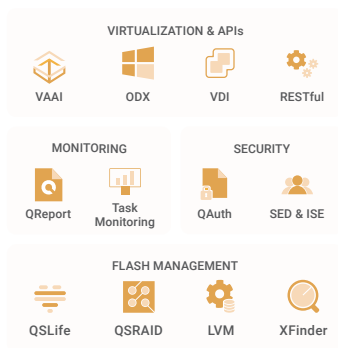 VIRTUALIZATION & APIs
VAAI
ODX
VDI
RESTful
MONITORING
QReport
Task
Monitoring
SECURITY
QAuth
SED & ISE
FLASH MANAGEMENT
QSLife
QSRAID
LVM
XFinder